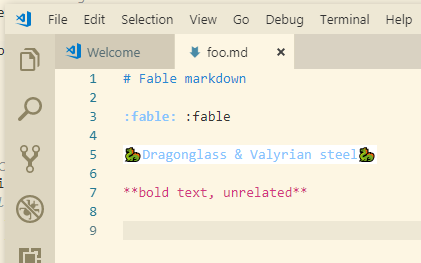 File Edit Selection View Go Debug Terminal Help
Welcome foo.md
1 # Fable markdown
2
3 :fable: :fable
4
5 🐉Dragonglass & Valyrian steel🐉
6
7 **bold text, unrelated**
8
9